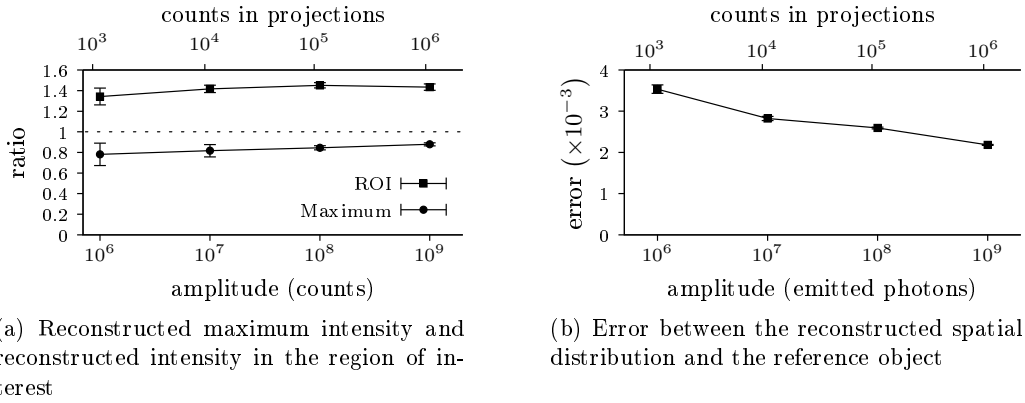 counts in projections
10^3 10^4 10^5 10^6
1.6
1.4
1.2
1
0.8
0.6
0.4
0.2
0
ratio
ROI
Maximum
10^6 10^7 10^8 10^9
amplitude (counts)
(a) Reconstructed maximum intensity and
reconstructed intensity in the region of in-
terest
counts in projections
10^3 10^4 10^5 10^6
4
3
2
1
0
error (×10^−3)
10^6 10^7 10^8 10^9
amplitude (emitted photons)
(b) Error between the reconstructed spatial
distribution and the reference object